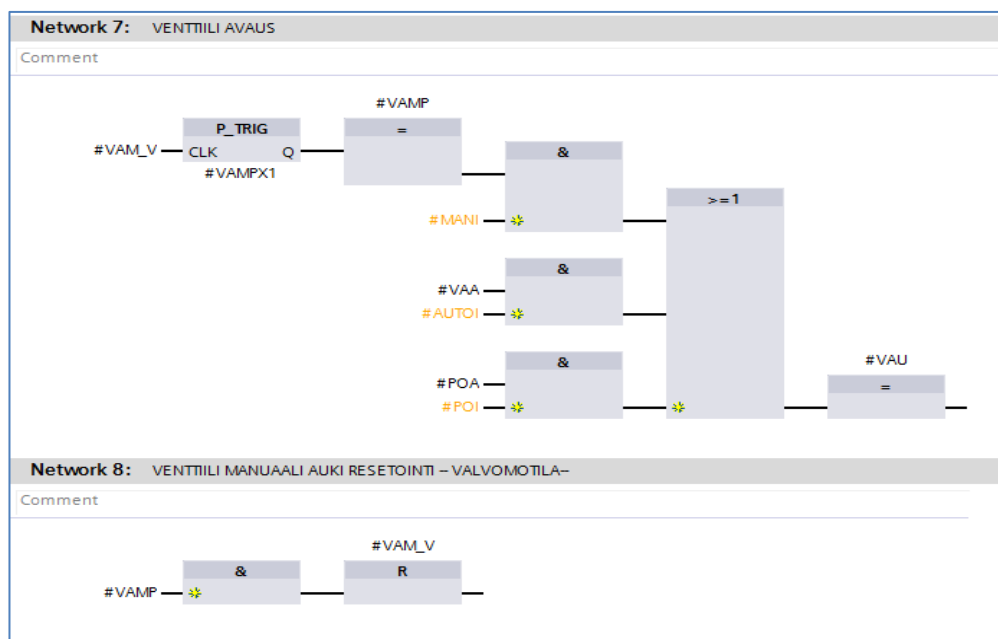 Network 7: VENTTIILI AVAUS
Comment
#VAMP
P_TRIG
=
#VAM_V
CLK Q
&
#VAMPX1
>=1
#MANI
&
#VAA
#AUTOI
&
#VAU
#POA
=
#POI
Network 8: VENTTIILI MANUAALI AUKI RESETOINTI – VALVOMOTILA–
Comment
#VAM_V
& R
#VAMP